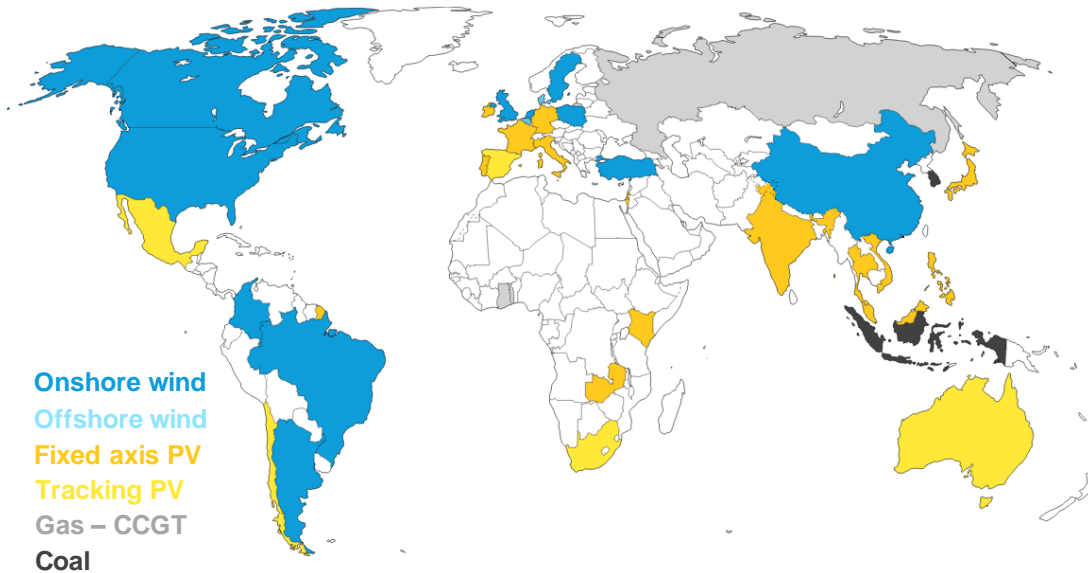 Onshore wind
Offshore wind
Fixed axis PV
Tracking PV
Gas – CCGT
Coal